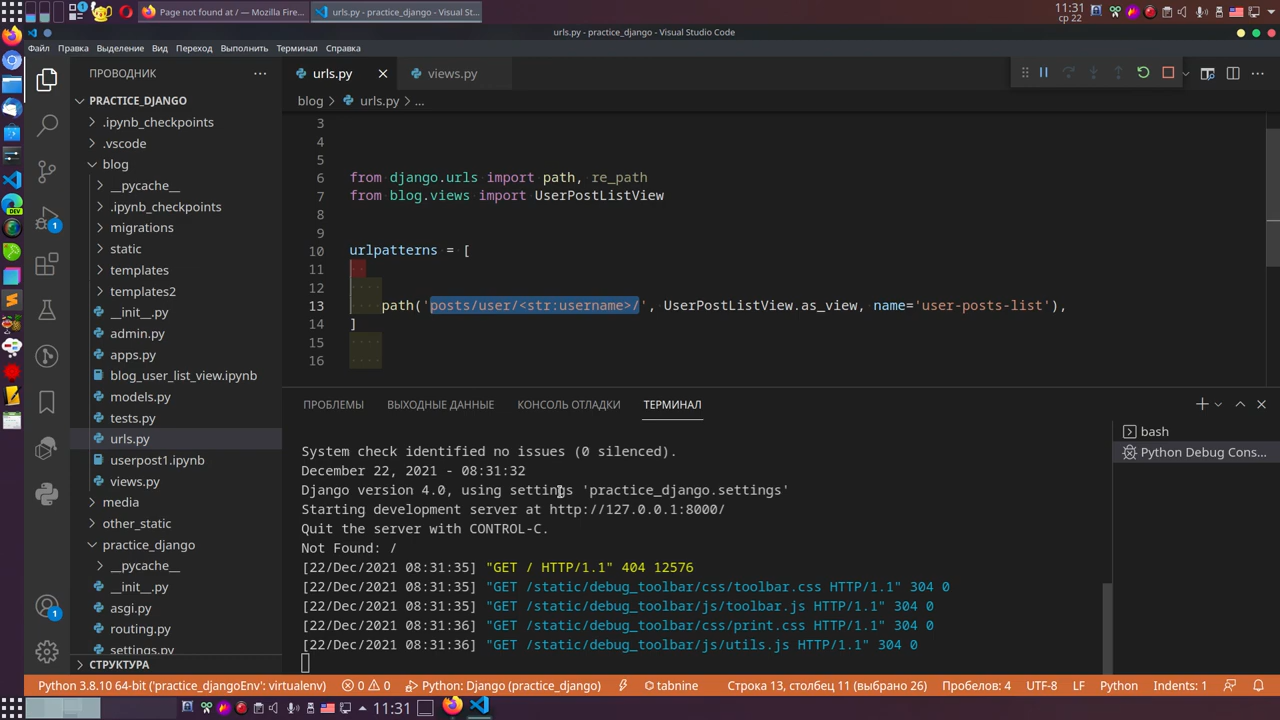 Page not found at / — Mozilla Fire...
urls.py - practice_django - Visual St...
11:31
ср 22
urls.py - practice_django - Visual Studio Code
Файл Правка Выделение Вид Переход Выполнить Терминал Справка
ПРОВОДНИК
urls.py
views.py
PRACTICE_DJANGO
blog > urls.py ...
.ipynb_checkpoints
.vscode
blog
__pycache__
.ipynb_checkpoints
migrations
static
templates
templates2
__init__.py
admin.py
apps.py
blog_user_list_view.ipynb
models.py
tests.py
urls.py
userpost1.ipynb
views.py
media
other_static
practice_django
__pycache__
__init__.py
asgi.py
routing.py
settings.py
СТРУКТУРА
DEV
1
1
3
4
5
6 from django.urls import path, re_path
7 from blog.views import UserPostListView
8
9
10 urlpatterns = [
11
12
13 path('posts/user/<str:username>/', UserPostListView.as_view, name='user-posts-list'),
14 ]
15
16
ПРОБЛЕМЫ ВЫХОДНЫЕ ДАННЫЕ КОНСОЛЬ ОТЛАДКИ ТЕРМИНАЛ
bash
Python Debug Cons...
System check identified no issues (0 silenced).
December 22, 2021 - 08:31:32
Django version 4.0, using settings 'practice_django.settings'
Starting development server at http://127.0.0.1:8000/
Quit the server with CONTROL-C.
Not Found: /
[22/Dec/2021 08:31:35] "GET / HTTP/1.1" 404 12576
[22/Dec/2021 08:31:35] "GET /static/debug_toolbar/css/toolbar.css HTTP/1.1" 304 0
[22/Dec/2021 08:31:35] "GET /static/debug_toolbar/js/toolbar.js HTTP/1.1" 304 0
[22/Dec/2021 08:31:36] "GET /static/debug_toolbar/css/print.css HTTP/1.1" 304 0
[22/Dec/2021 08:31:36] "GET /static/debug_toolbar/js/utils.js HTTP/1.1" 304 0
Python 3.8.10 64-bit ('practice_djangoEnv': virtualenv) 0 0 Python: Django (practice_django) tabnine Строка 13, столбец 11 (выбрано 26) Пробелов: 4 UTF-8 LF Python Indents: 1
11:31